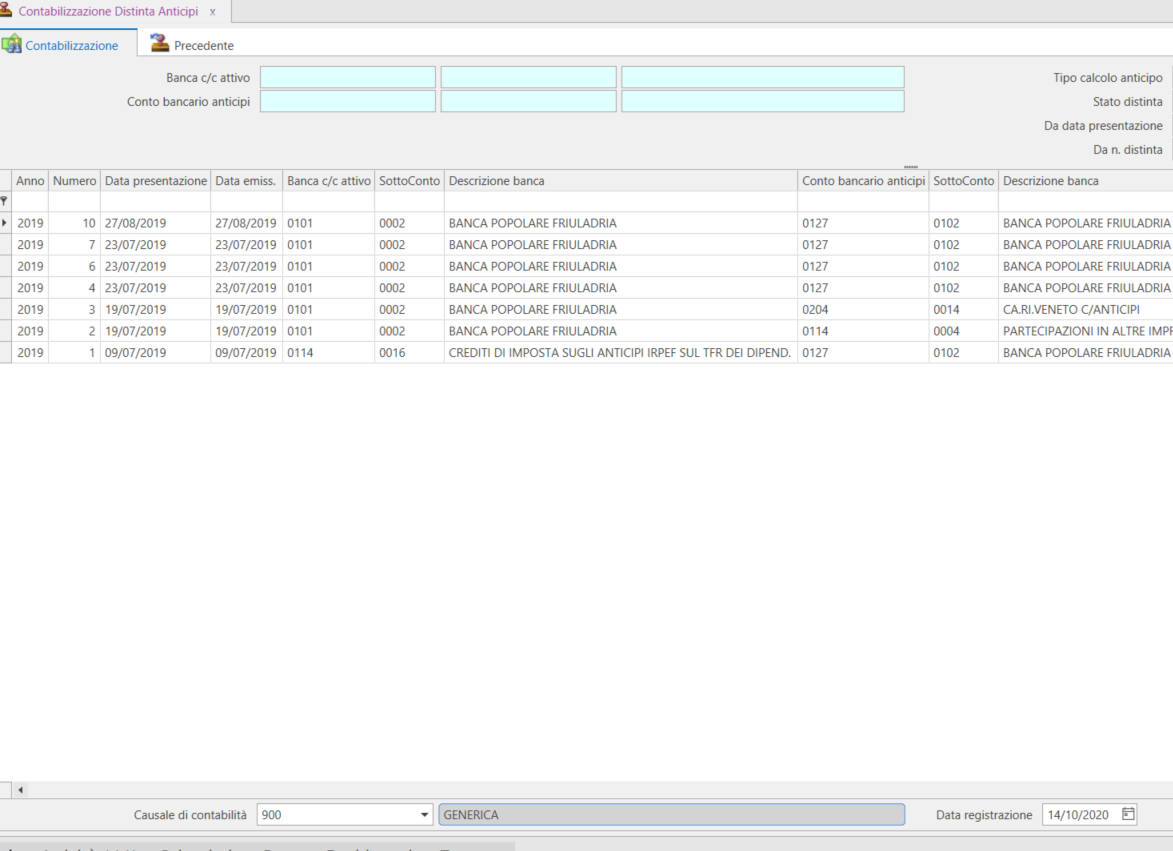 Contabilizzazione Distinta Anticipi x
Contabilizzazione Precedente
Banca c/c attivo Tipo calcolo anticipo
Conto bancario anticipi Stato distinta
Da data presentazione
Da n. distinta
Anno Numero Data presentazione Data emiss. Banca c/c attivo SottoConto Descrizione banca Conto bancario anticipi SottoConto Descrizione banca
2019 10 27/08/2019 27/08/2019 0101 0002 BANCA POPOLARE FRIULADRIA 0127 0102 BANCA POPOLARE FRIULADRIA
2019 7 23/07/2019 23/07/2019 0101 0002 BANCA POPOLARE FRIULADRIA 0127 0102 BANCA POPOLARE FRIULADRIA
2019 6 23/07/2019 23/07/2019 0101 0002 BANCA POPOLARE FRIULADRIA 0127 0102 BANCA POPOLARE FRIULADRIA
2019 4 23/07/2019 23/07/2019 0101 0002 BANCA POPOLARE FRIULADRIA 0127 0102 BANCA POPOLARE FRIULADRIA
2019 3 19/07/2019 19/07/2019 0101 0002 BANCA POPOLARE FRIULADRIA 0204 0014 CA.RI.VENETO C/ANTICIPI
2019 2 19/07/2019 19/07/2019 0101 0002 BANCA POPOLARE FRIULADRIA 0114 0004 PARTECIPAZIONI IN ALTRE IMPR
2019 1 09/07/2019 09/07/2019 0114 0016 CREDITI DI IMPOSTA SUGLI ANTICIPI IRPEF SUL TFR DEI DIPEND. 0127 0102 BANCA POPOLARE FRIULADRIA
Causale di contabilità 900 GENERICA Data registrazione 14/10/2020